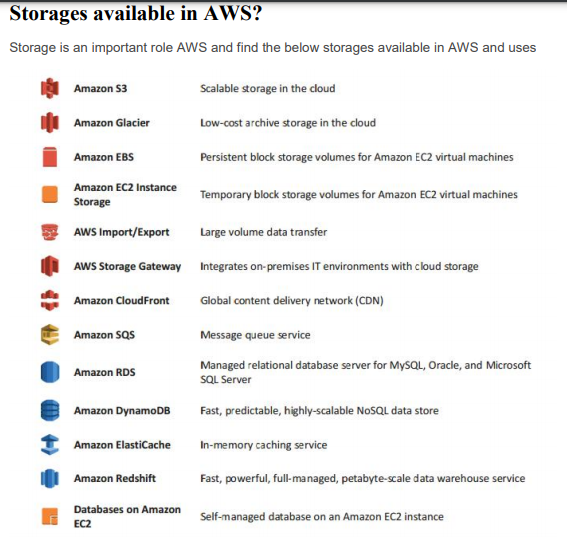 Storages available in AWS?
Storage is an important role AWS and find the below storages available in AWS and uses
Amazon S3 Scalable storage in the cloud
Amazon Glacier Low-cost archive storage in the cloud
Amazon EBS Persistent block storage volumes for Amazon EC2 virtual machines
Amazon EC2 Instance
Storage
Temporary block storage volumes for Amazon EC2 virtual machines
AWS Import/Export Large volume data transfer
AWS Storage Gateway Integrates on-premises IT environments with cloud storage
Amazon CloudFront Global content delivery network (CDN)
Amazon SQS Message queue service
Amazon RDS
Managed relational database server for MySQL, Oracle, and Microsoft
SQL Server
Amazon DynamoDB Fast, predictable, highly-scalable NoSQL data store
Amazon ElastiCache In-memory caching service
Amazon Redshift Fast, powerful, full-managed, petabyte-scale data warehouse service
Databases on Amazon
EC2
Self-managed database on an Amazon EC2 instance